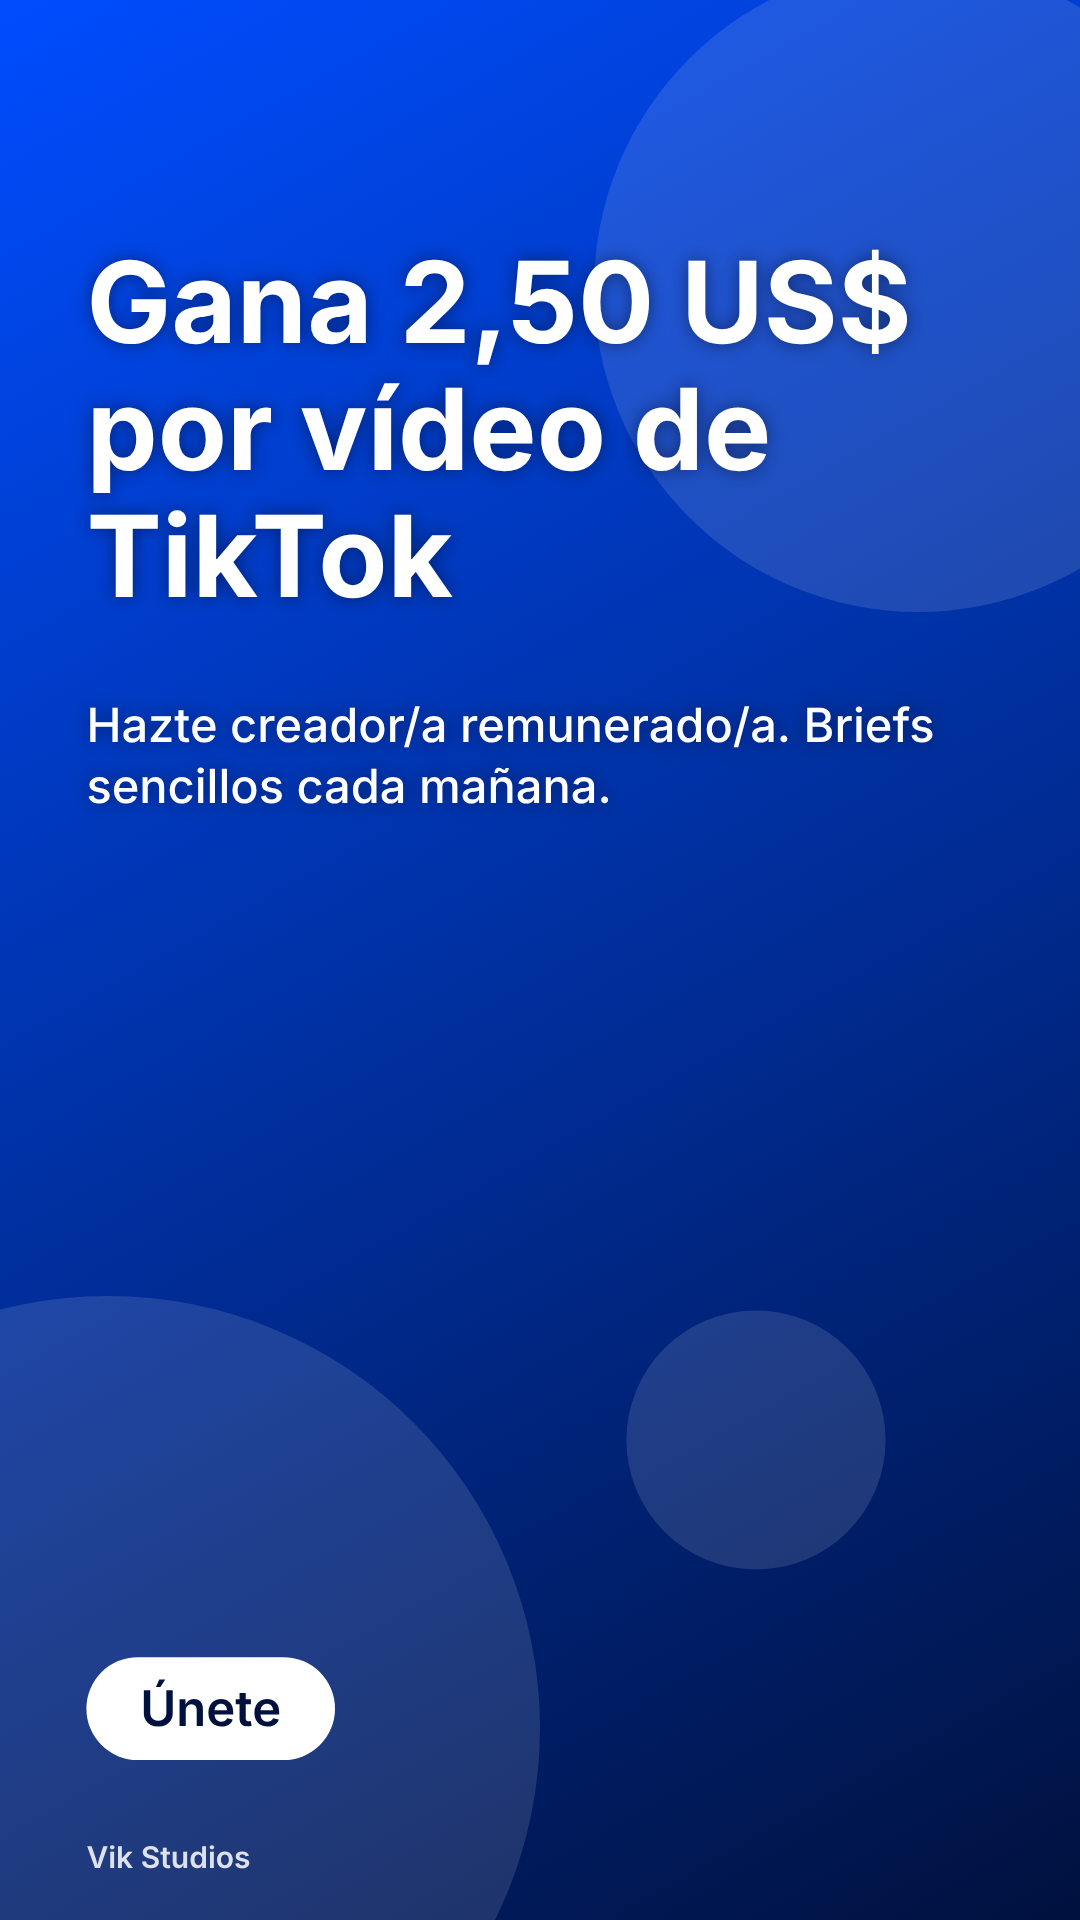 Gana 2,50 US$
por vídeo de
TikTok
Hazte creador/a remunerado/a. Briefs
sencillos cada mañana.
Únete
Vik Studios